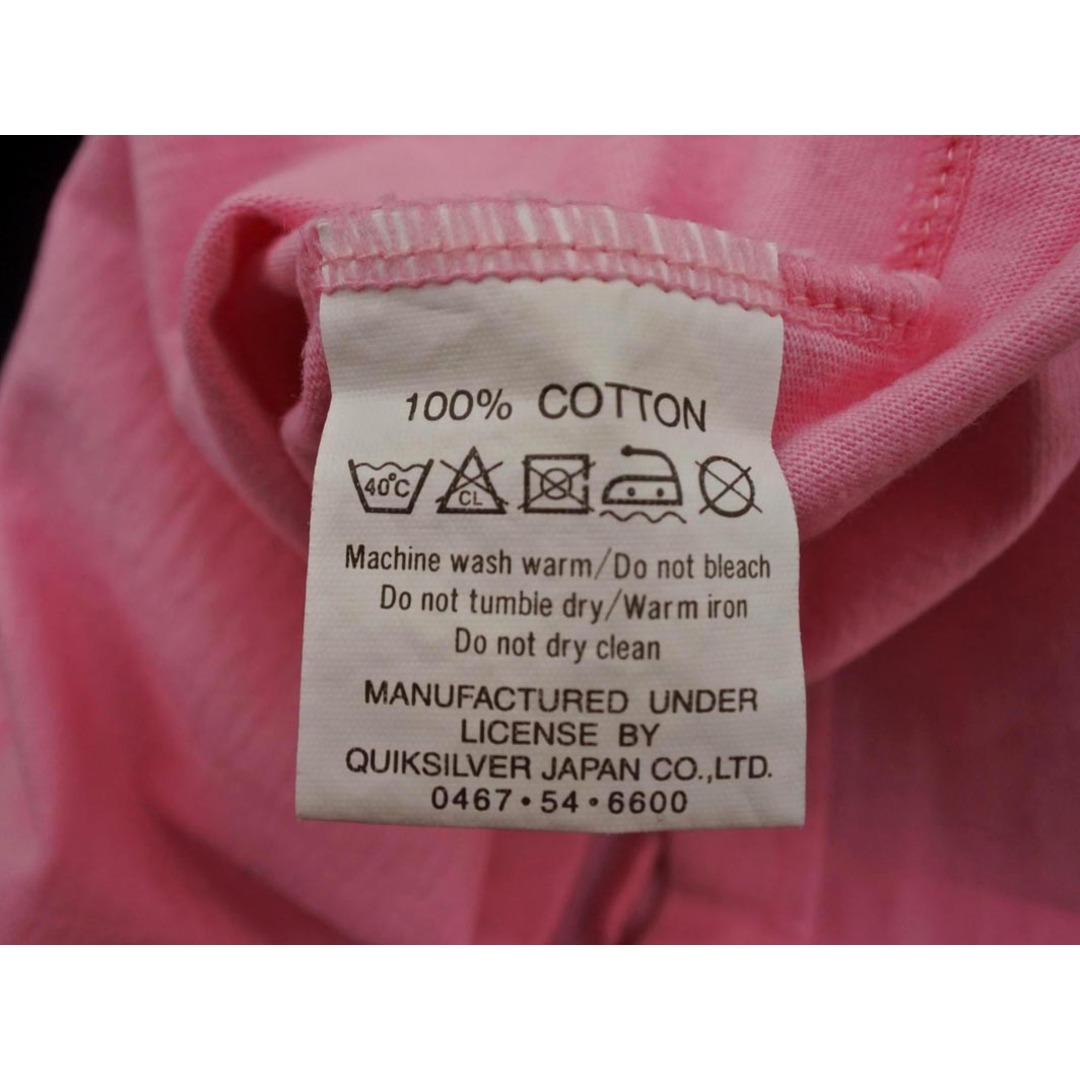 100% COTTON
40°C CL
Machine wash warm/Do not bleach
Do not tumble dry/Warm iron
Do not dry clean
MANUFACTURED UNDER
LICENSE BY
QUIKSILVER JAPAN CO.,LTD.
0467・54・6600